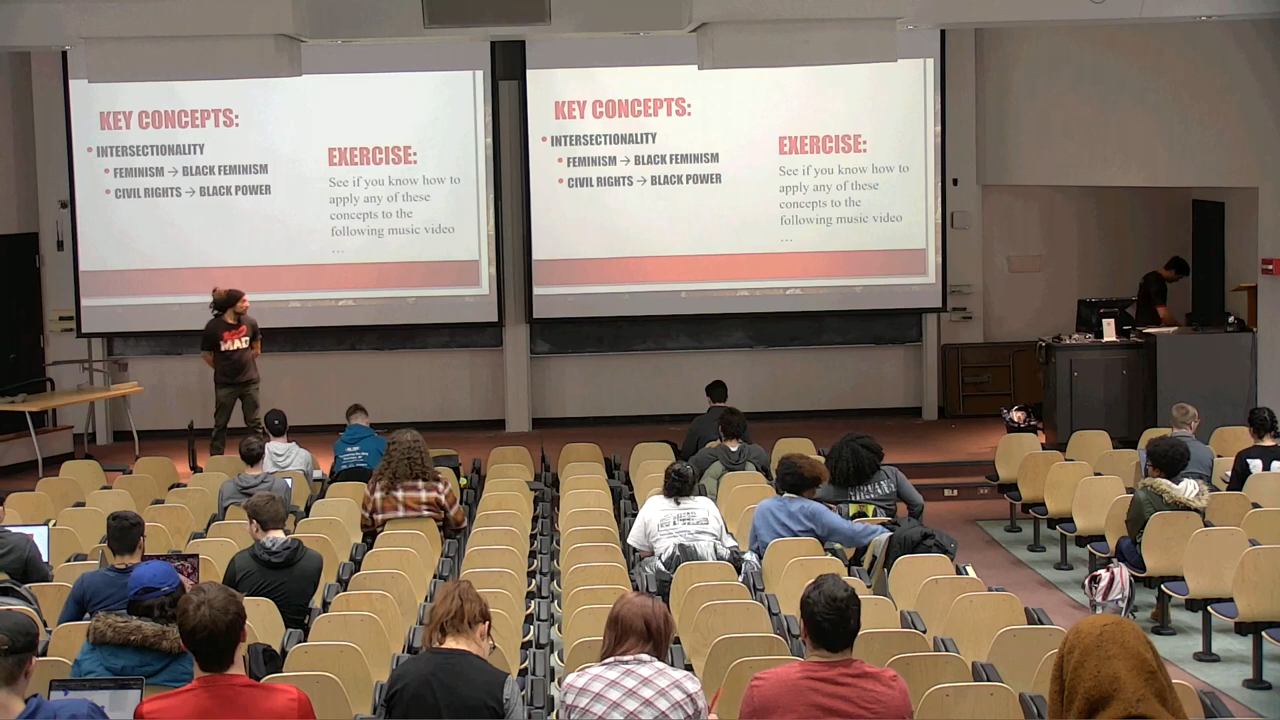 KEY CONCEPTS:
• INTERSECTIONALITY
• FEMINISM → BLACK FEMINISM
• CIVIL RIGHTS → BLACK POWER
EXERCISE:
See if you know how to
apply any of these
concepts to the
following music video
...
KEY CONCEPTS:
• INTERSECTIONALITY
• FEMINISM → BLACK FEMINISM
• CIVIL RIGHTS → BLACK POWER
EXERCISE:
See if you know how to
apply any of these
concepts to the
following music video
...
MAD